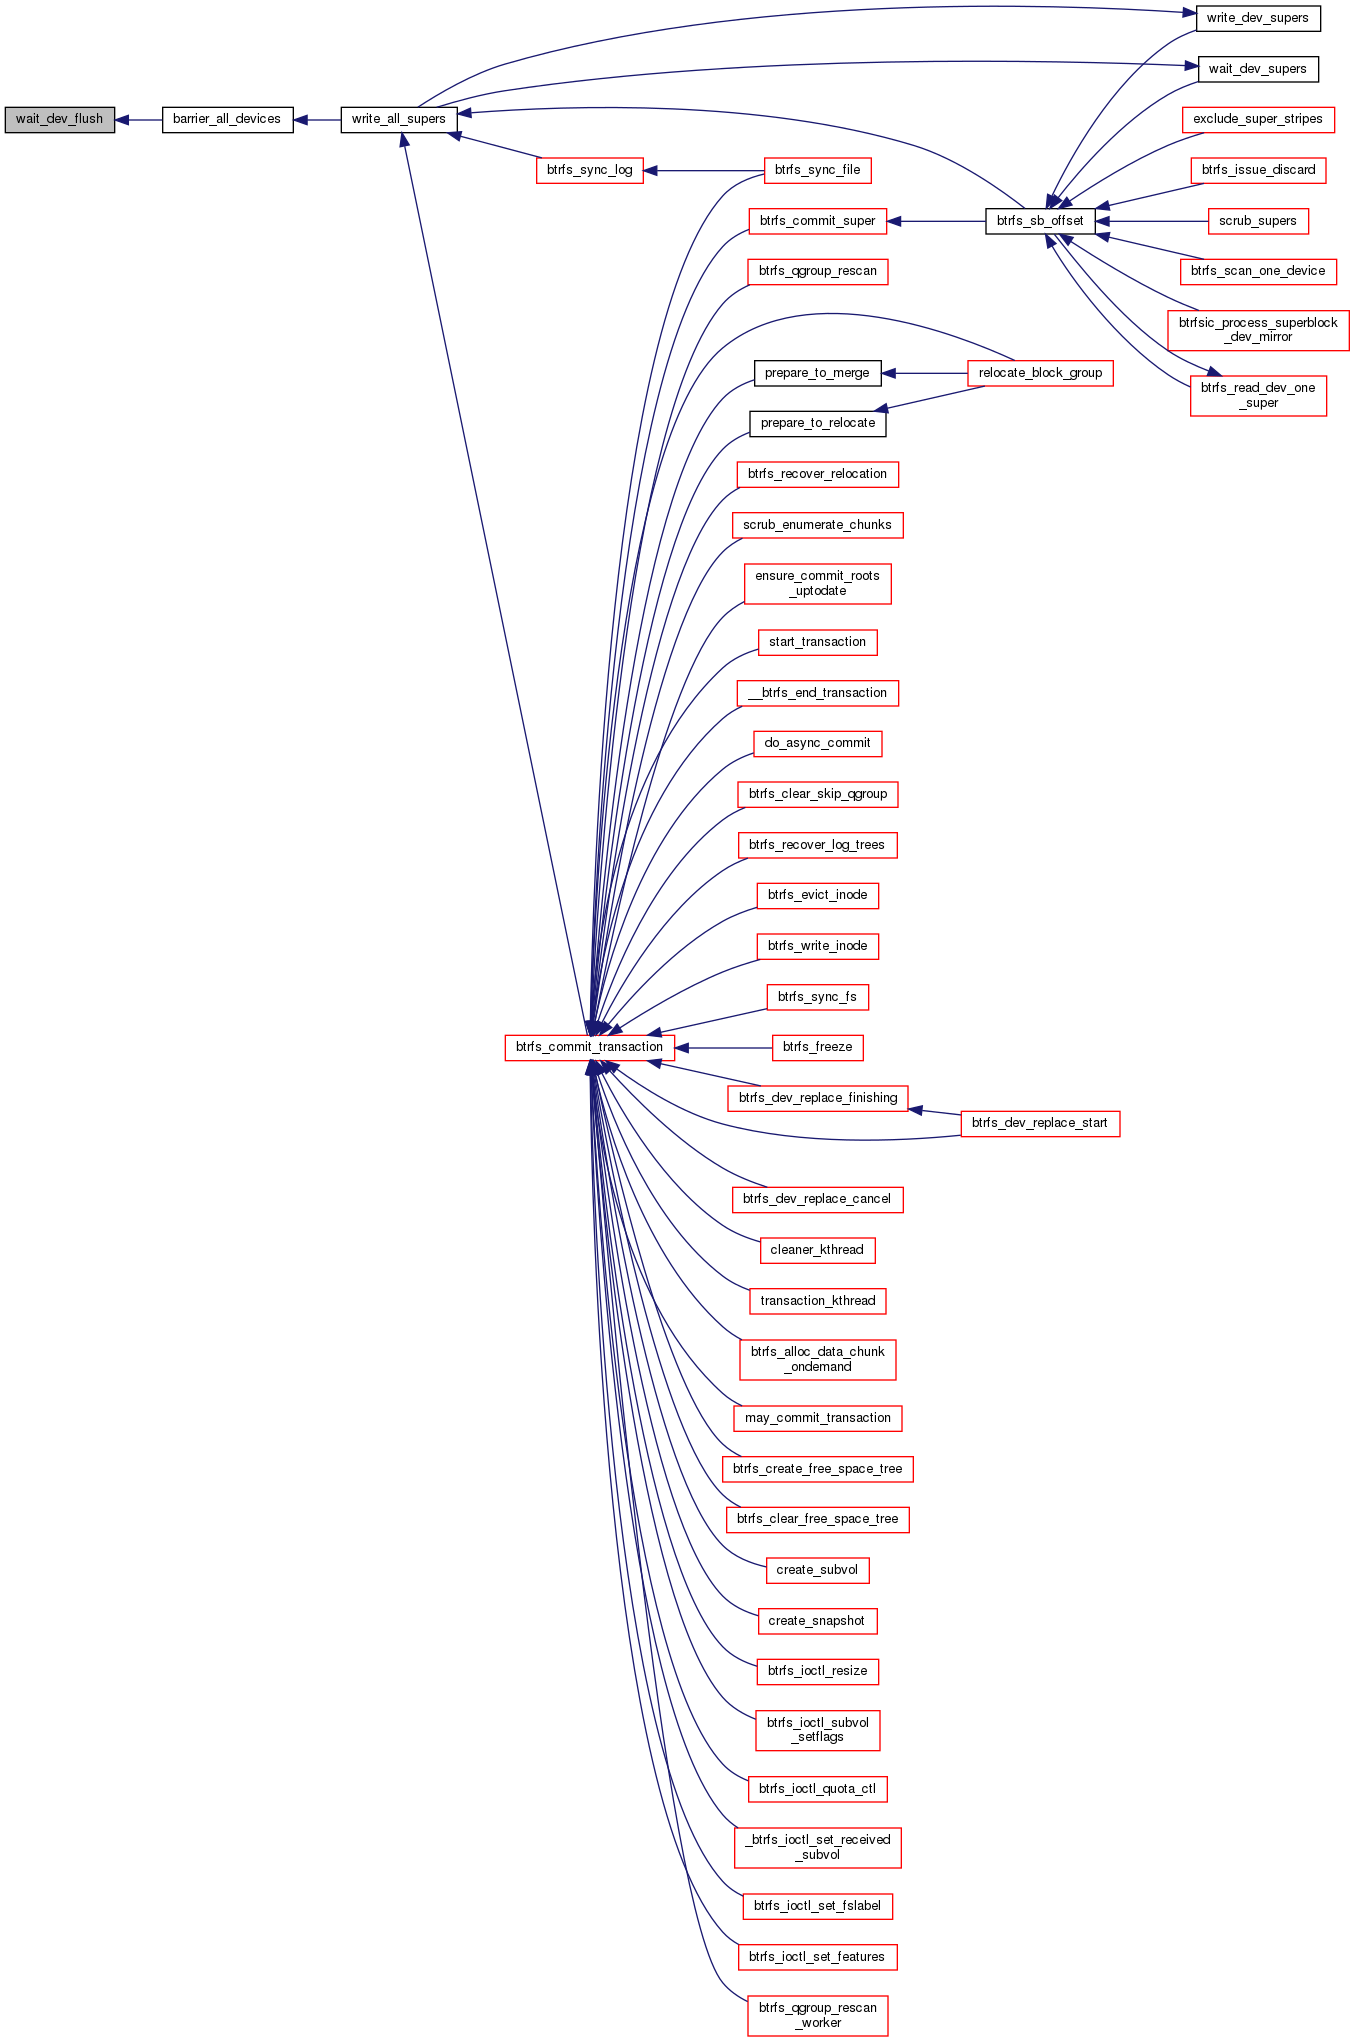 write_dev_supers
wait_dev_supers
wait_dev_flush
barrier_all_devices
write_all_supers
exclude_super_stripes
btrfs_sync_log
btrfs_sync_file
btrfs_issue_discard
btrfs_commit_super
btrfs_sb_offset
scrub_supers
btrfs_qgroup_rescan
btrfs_scan_one_device
btrfsic_process_superblock
_dev_mirror
prepare_to_merge
relocate_block_group
btrfs_read_dev_one
_super
prepare_to_relocate
btrfs_recover_relocation
scrub_enumerate_chunks
ensure_commit_roots
_uptodate
start_transaction
__btrfs_end_transaction
do_async_commit
btrfs_clear_skip_qgroup
btrfs_recover_log_trees
btrfs_evict_inode
btrfs_write_inode
btrfs_sync_fs
btrfs_commit_transaction
btrfs_freeze
btrfs_dev_replace_finishing
btrfs_dev_replace_start
btrfs_dev_replace_cancel
cleaner_kthread
transaction_kthread
btrfs_alloc_data_chunk
_ondemand
may_commit_transaction
btrfs_create_free_space_tree
btrfs_clear_free_space_tree
create_subvol
create_snapshot
btrfs_ioctl_resize
btrfs_ioctl_subvol
_setflags
btrfs_ioctl_quota_ctl
_btrfs_ioctl_set_received
_subvol
btrfs_ioctl_set_fslabel
btrfs_ioctl_set_features
btrfs_qgroup_rescan
_worker